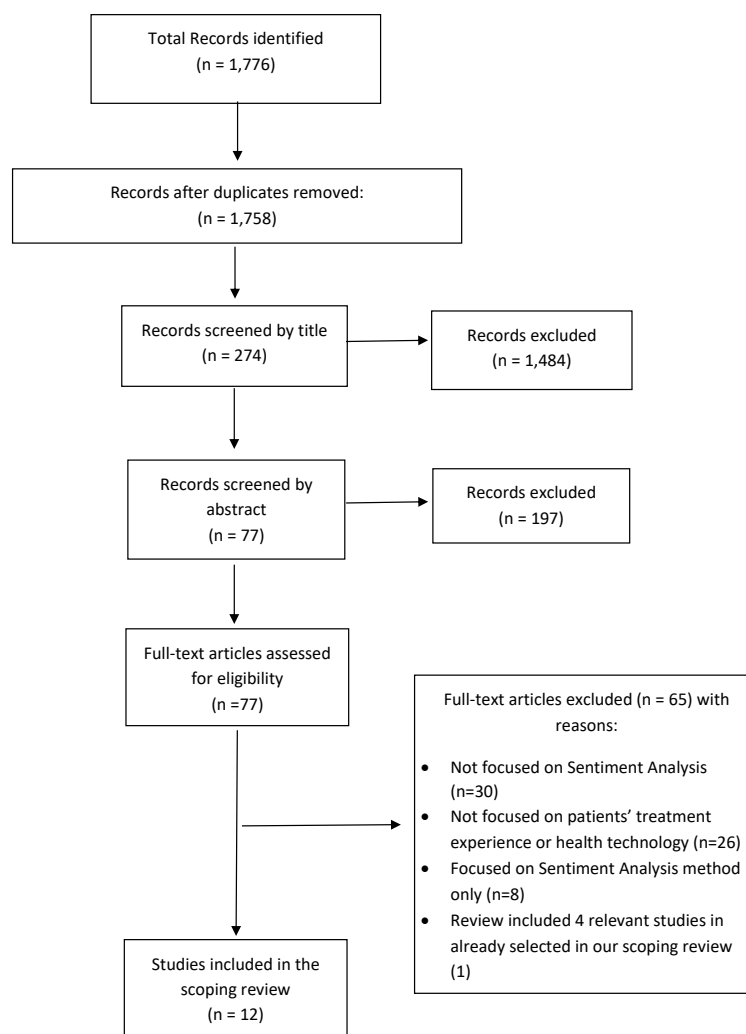 Total Records identified
(n = 1,776)
Records after duplicates removed:
(n = 1,758)
Records screened by title
(n = 274)
Records excluded
(n = 1,484)
Records screened by
abstract
(n = 77)
Records excluded
(n = 197)
Full-text articles assessed
for eligibility
(n =77)
Full-text articles excluded (n = 65) with
reasons:
• Not focused on Sentiment Analysis
(n=30)
• Not focused on patients’ treatment
experience or health technology (n=26)
• Focused on Sentiment Analysis method
only (n=8)
• Review included 4 relevant studies in
already selected in our scoping review
(1)
Studies included in the
scoping review
(n = 12)